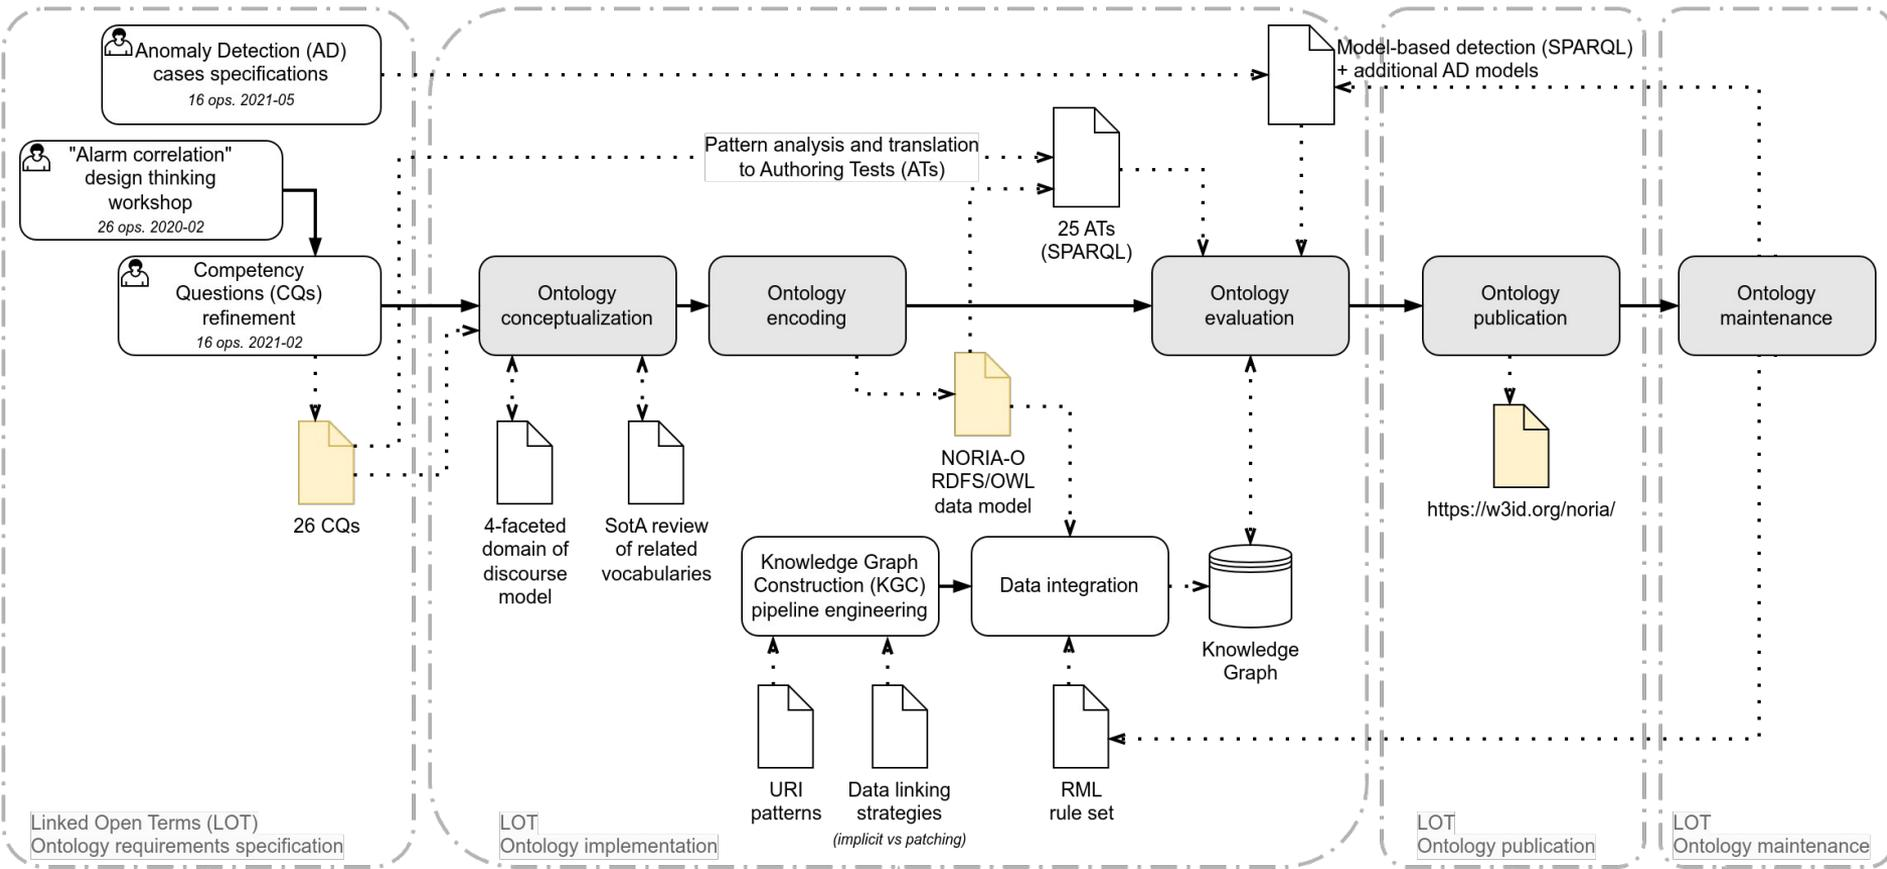 Anomaly Detection (AD)
cases specifications
16 ops. 2021-05
Model-based detection (SPARQL)
+ additional AD models
"Alarm correlation"
design thinking
workshop
26 ops. 2020-02
Pattern analysis and translation
to Authoring Tests (ATs)
25 ATs
(SPARQL)
Competency
Questions (CQs)
refinement
16 ops. 2021-02
Ontology
conceptualization
Ontology
encoding
Ontology
evaluation
Ontology
publication
Ontology
maintenance
26 CQs
4-faceted
domain of
discourse
model
SotA review
of related
vocabularies
NORIA-O
RDFS/OWL
data model
https://w3id.org/noria/
Knowledge Graph
Construction (KGC)
pipeline engineering
Data integration
Knowledge
Graph
URI
patterns
Data linking
strategies
(implicit vs patching)
RML
rule set
Linked Open Terms (LOT)
Ontology requirements specification
LOT
Ontology implementation
LOT
Ontology publication
LOT
Ontology maintenance